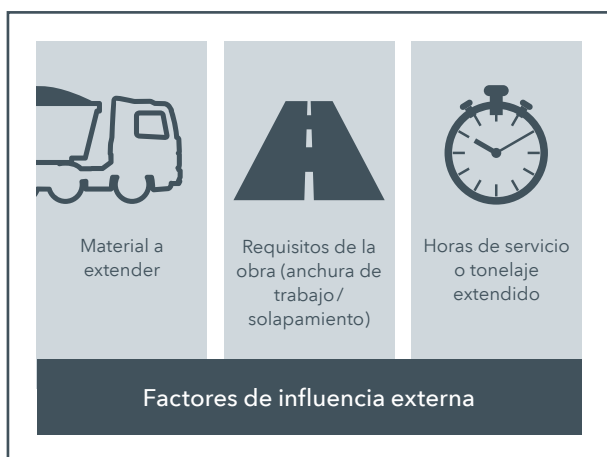 Material a
extender
Requisitos de la
obra (anchura de
trabajo/
solapamiento)
Horas de servicio
o tonelaje
extendido
Factores de influencia externa